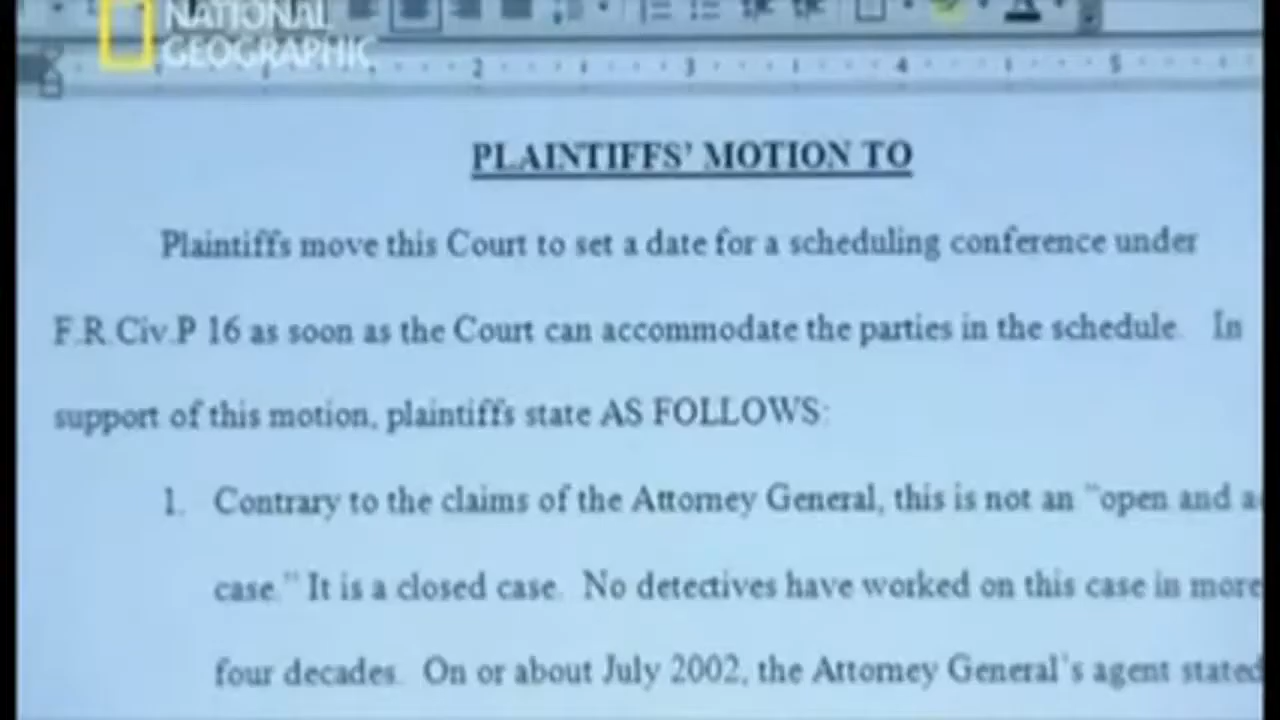 NATIONAL
GEOGRAPHIC
2 3 4 5
PLAINTIFFS' MOTION TO
Plaintiffs move this Court to set a date for a scheduling conference under
F.R.Civ.P 16 as soon as the Court can accommodate the parties in the schedule. In
support of this motion, plaintiffs state AS FOLLOWS:
1. Contrary to the claims of the Attorney General, this is not an "open and
case." It is a closed case. No detectives have worked on this case in more
four decades. On or about July 2002, the Attorney General's agent stated